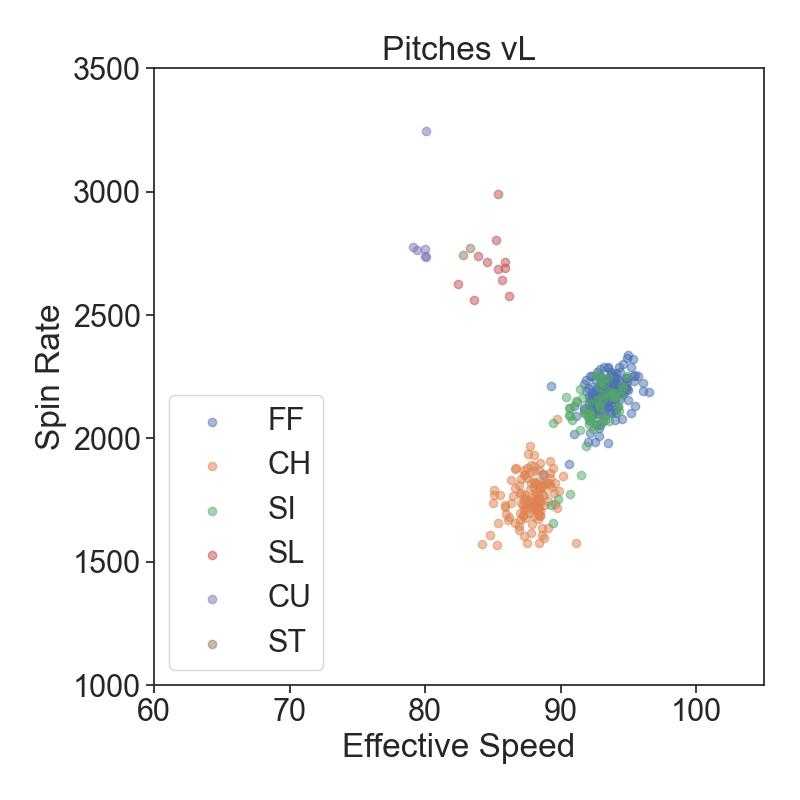 Pitches vL
3500
3000
2500
2000
1500
1000
Spin Rate
FF
CH
SI
SL
CU
ST
60 70 80 90 100
Effective Speed